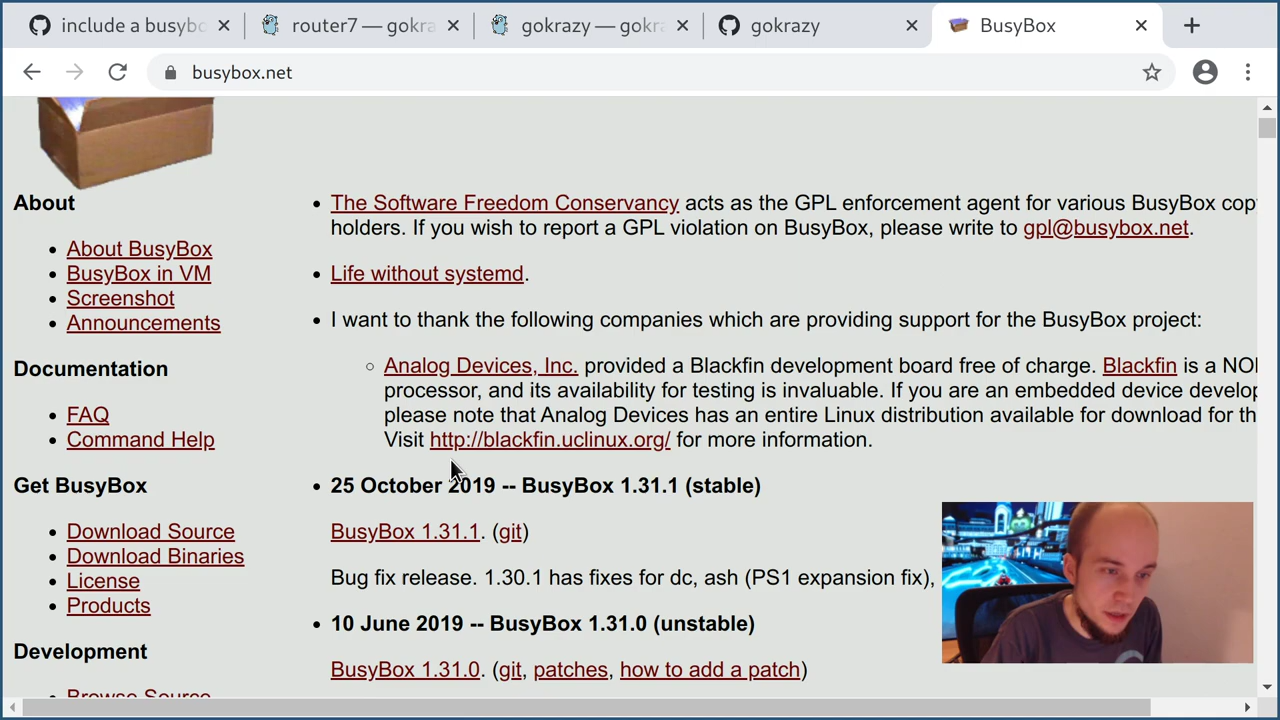 include a busybo
router7 — gokra
gokrazy — gokra
gokrazy
BusyBox
busybox.net
About
About BusyBox
BusyBox in VM
Screenshot
Announcements
Documentation
FAQ
Command Help
Get BusyBox
Download Source
Download Binaries
License
Products
Development
Browse Source
The Software Freedom Conservancy acts as the GPL enforcement agent for various BusyBox cop
holders. If you wish to report a GPL violation on BusyBox, please write to gpl@busybox.net.
Life without systemd.
I want to thank the following companies which are providing support for the BusyBox project:
Analog Devices, Inc. provided a Blackfin development board free of charge. Blackfin is a NO
processor, and its availability for testing is invaluable. If you are an embedded device develop
please note that Analog Devices has an entire Linux distribution available for download for th
Visit http://blackfin.uclinux.org/ for more information.
25 October 2019 -- BusyBox 1.31.1 (stable)
BusyBox 1.31.1. (git)
Bug fix release. 1.30.1 has fixes for dc, ash (PS1 expansion fix),
10 June 2019 -- BusyBox 1.31.0 (unstable)
BusyBox 1.31.0. (git, patches, how to add a patch)